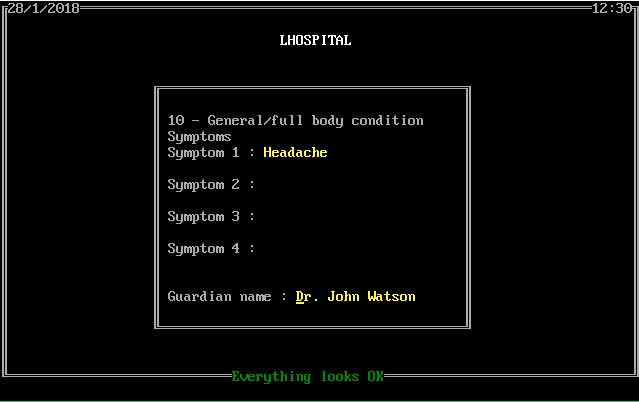 28/1/2018 12:30
LHOSPITAL
10 - General/full body condition
Symptoms
Symptom 1 : Headache
Symptom 2 :
Symptom 3 :
Symptom 4 :
Guardian name : Dr. John Watson
Everything looks OK